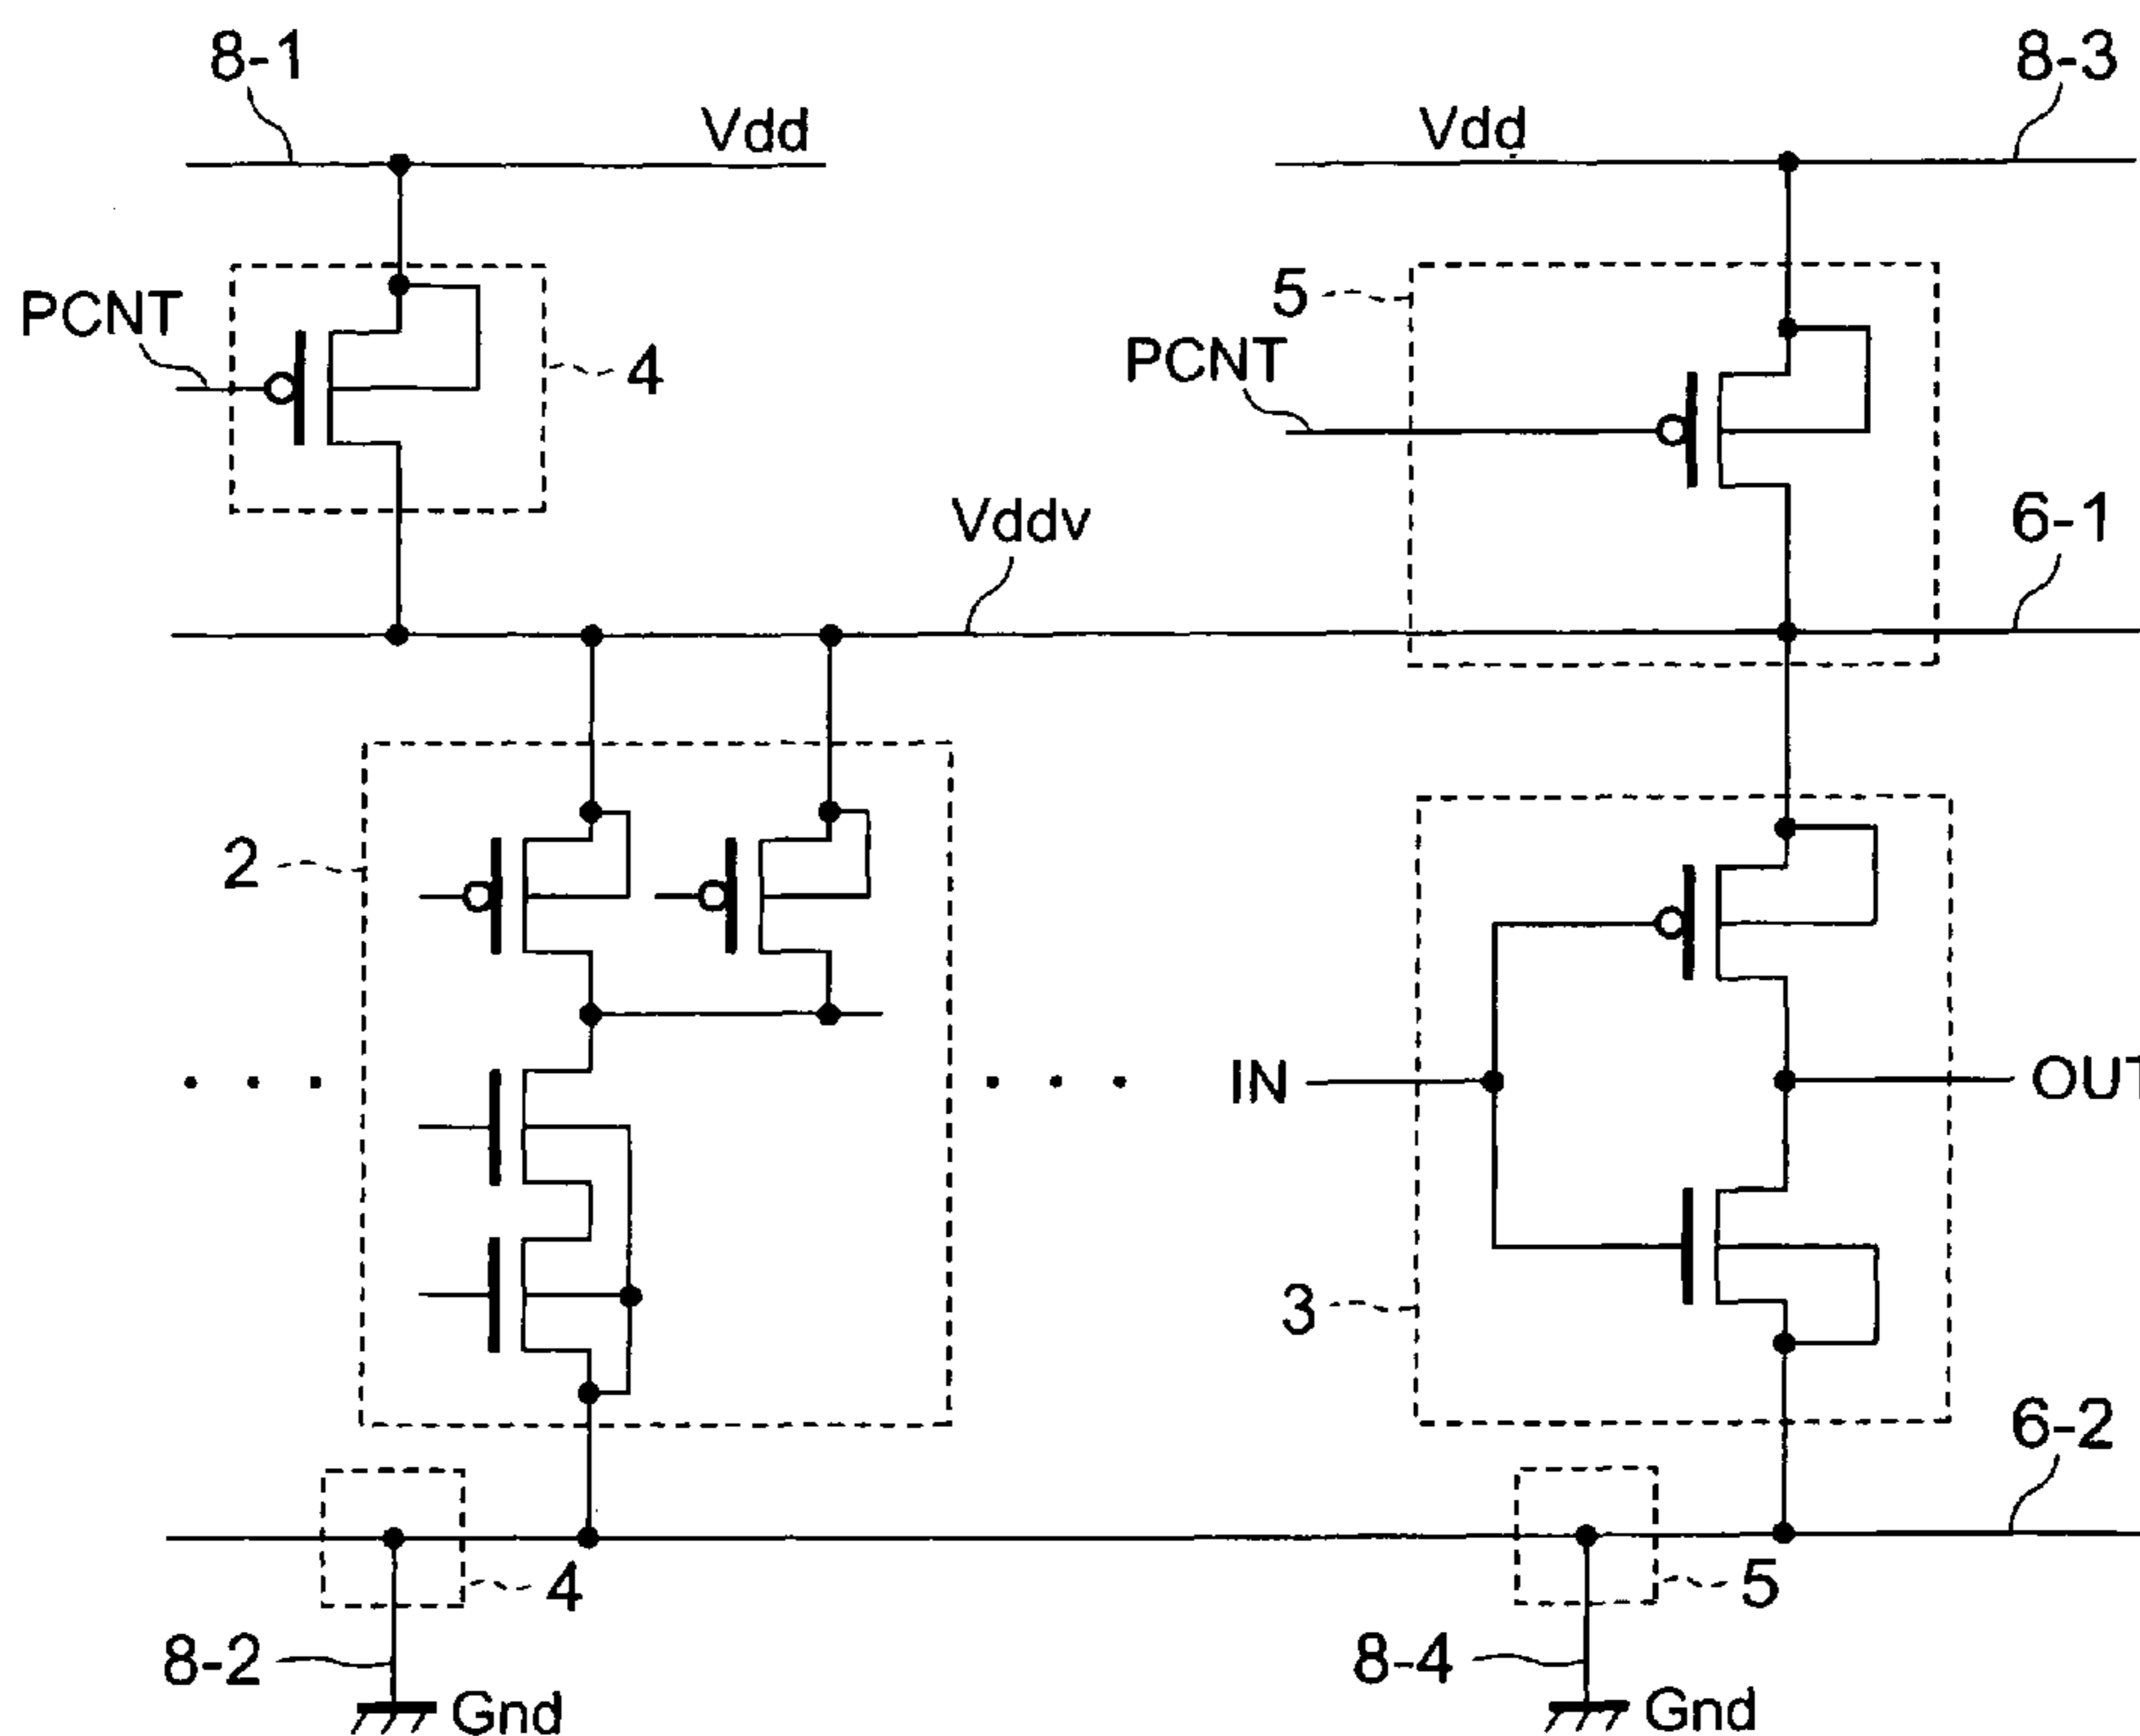 8-1
8-3
Vdd
Vdd
5
PCNT
4
PCNT
Vddv
6-1
2
IN
OUT
3
6-2
4
5
8-2
8-4
Gnd
Gnd